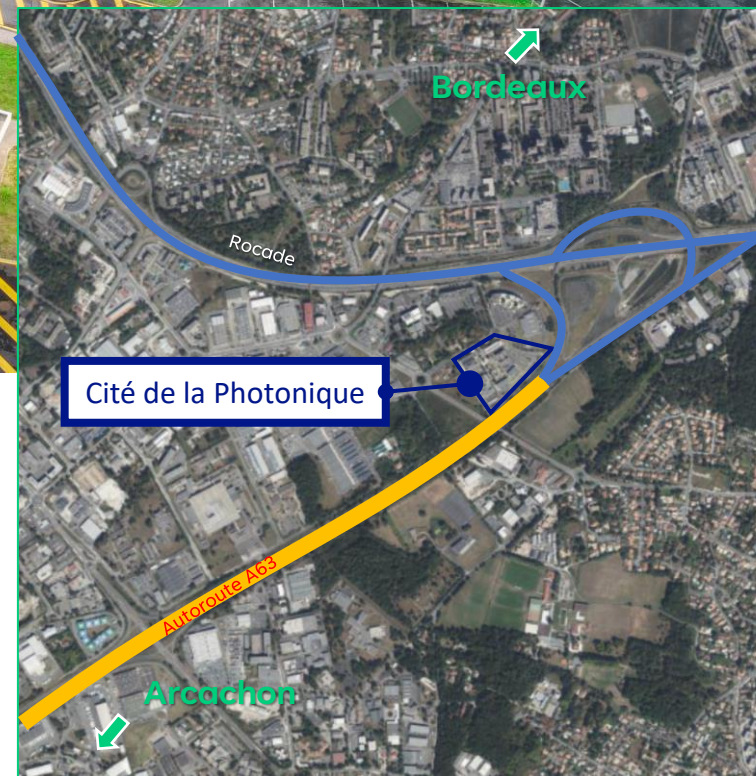 Bordeaux
Rocade
Cité de la Photonique
Autoroute A63
Arcachon